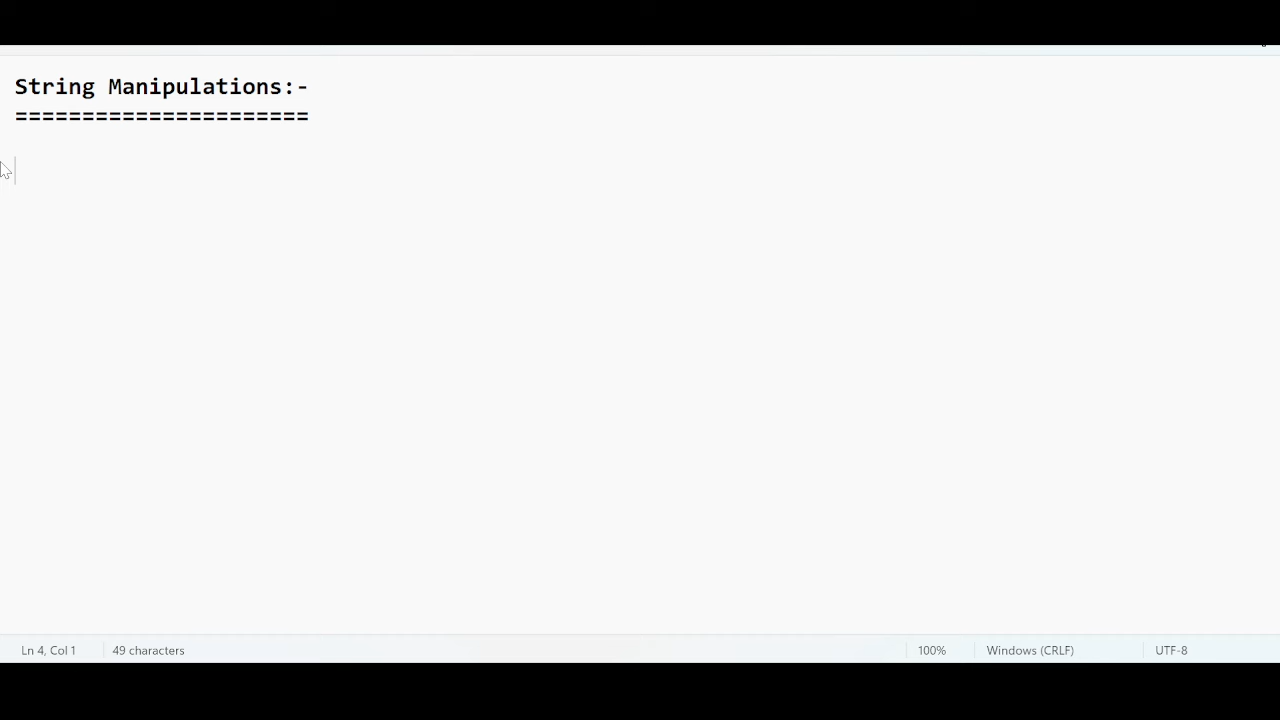 String Manipulations:-
======================
Ln 4, Col 1
49 characters
100%
Windows (CRLF)
UTF-8